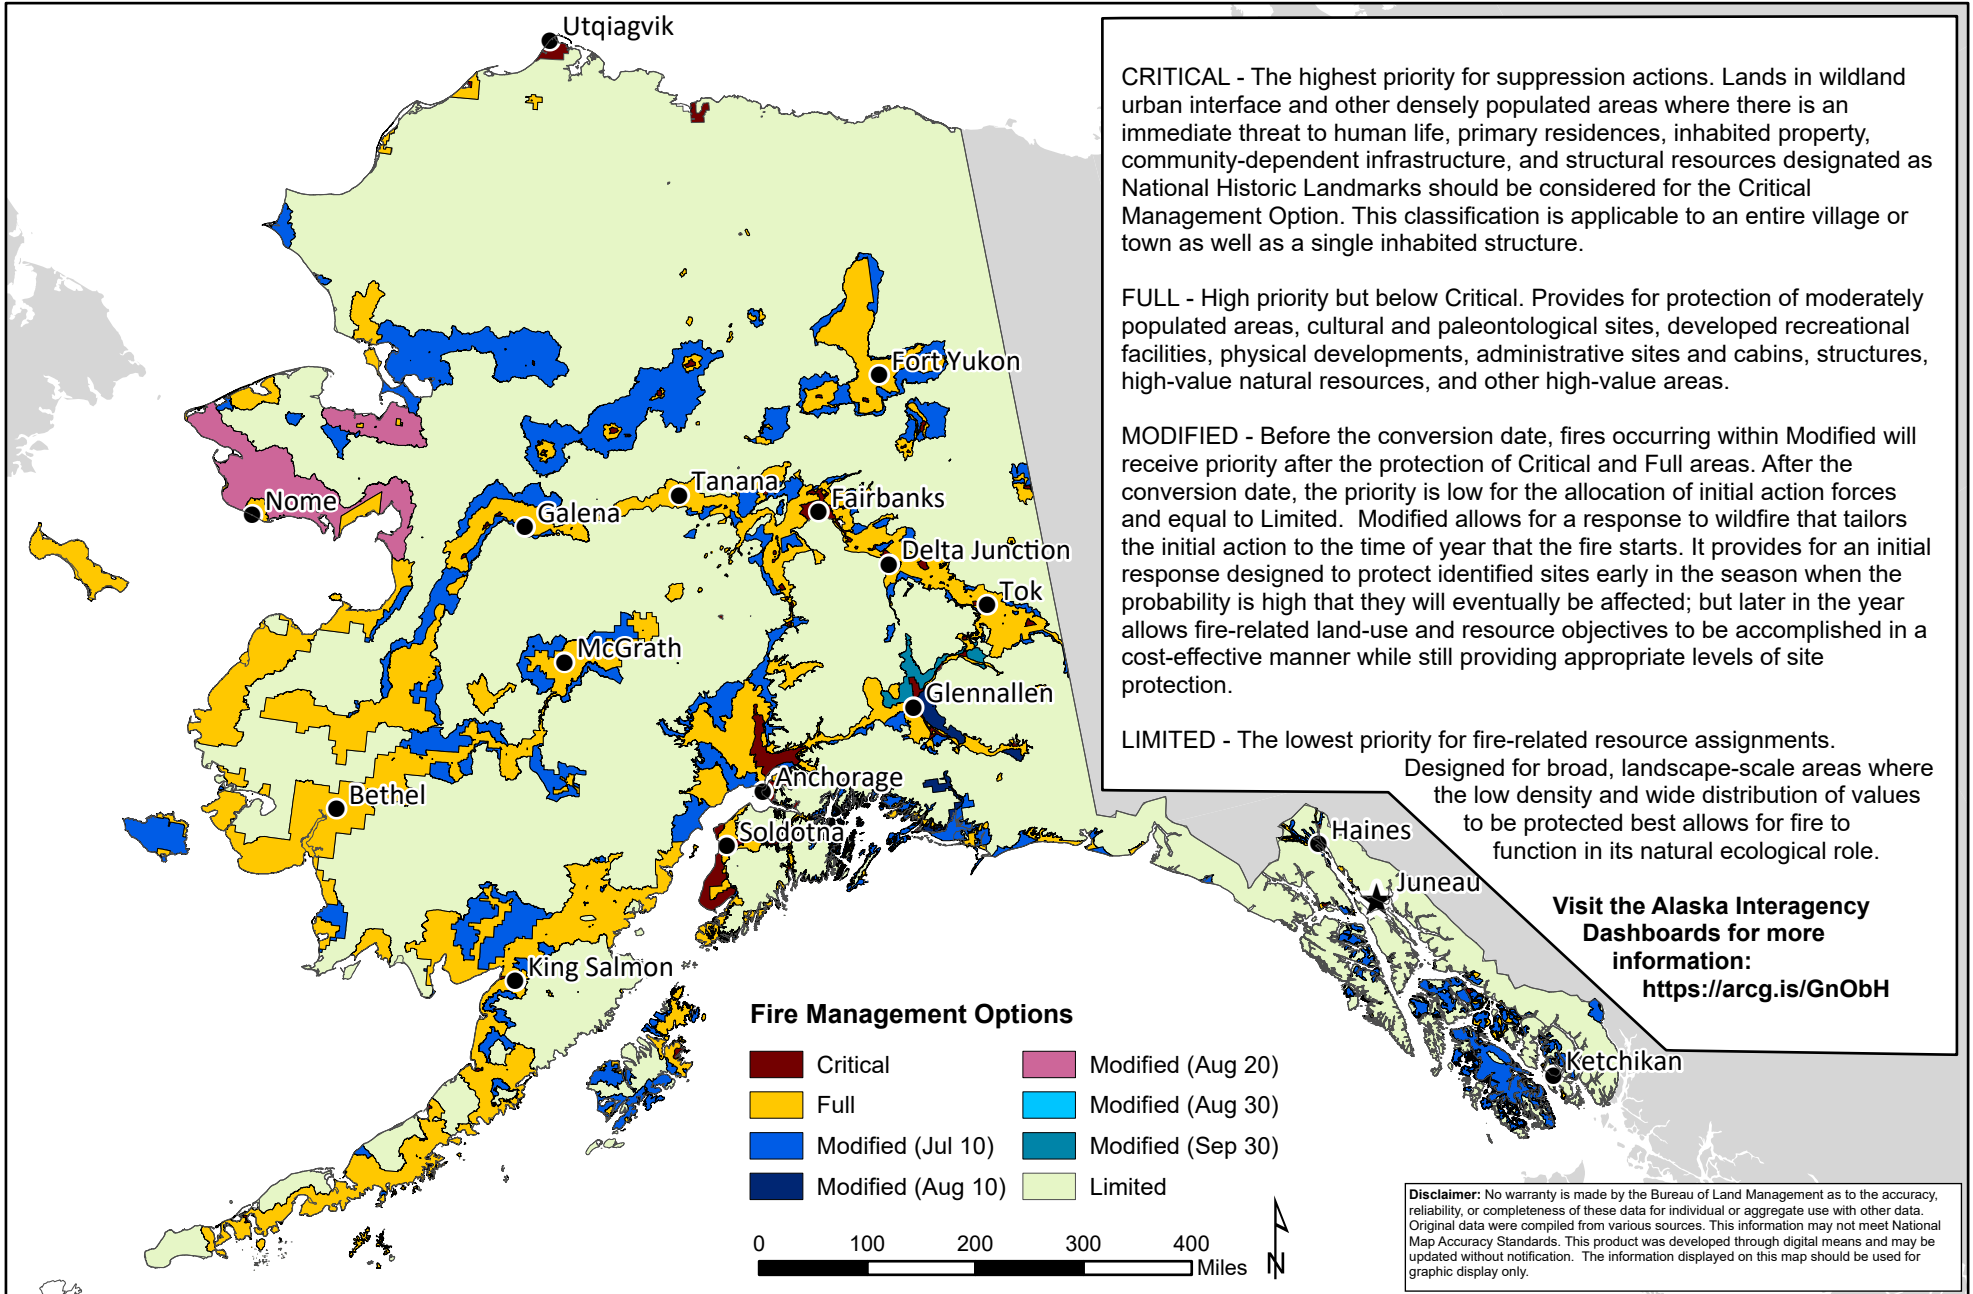 Utqiagvik
Fort Yukon
Nome
Tanana
Galena
Fairbanks
Delta Junction
Tok
McGrath
Glennallen
Bethel
Anchorage
Soldotna
Haines
Juneau
King Salmon
Ketchikan
CRITICAL - The highest priority for suppression actions. Lands in wildland
urban interface and other densely populated areas where there is an
immediate threat to human life, primary residences, inhabited property,
community-dependent infrastructure, and structural resources designated as
National Historic Landmarks should be considered for the Critical
Management Option. This classification is applicable to an entire village or
town as well as a single inhabited structure.
FULL - High priority but below Critical. Provides for protection of moderately
populated areas, cultural and paleontological sites, developed recreational
facilities, physical developments, administrative sites and cabins, structures,
high-value natural resources, and other high-value areas.
MODIFIED - Before the conversion date, fires occurring within Modified will
receive priority after the protection of Critical and Full areas. After the
conversion date, the priority is low for the allocation of initial action forces
and equal to Limited. Modified allows for a response to wildfire that tailors
the initial action to the time of year that the fire starts. It provides for an initial
response designed to protect identified sites early in the season when the
probability is high that they will eventually be affected; but later in the year
allows fire-related land-use and resource objectives to be accomplished in a
cost-effective manner while still providing appropriate levels of site
protection.
LIMITED - The lowest priority for fire-related resource assignments.
Designed for broad, landscape-scale areas where
the low density and wide distribution of values
to be protected best allows for fire to
function in its natural ecological role.
Visit the Alaska Interagency
Dashboards for more
information:
https://arcg.is/GnObH
Fire Management Options
Critical
Full
Modified (Jul 10)
Modified (Aug 10)
Modified (Aug 20)
Modified (Aug 30)
Modified (Sep 30)
Limited
0 100 200 300 400
Miles
N
Disclaimer: No warranty is made by the Bureau of Land Management as to the accuracy,
reliability, or completeness of these data for individual or aggregate use with other data.
Original data were compiled from various sources. This information may not meet National
Map Accuracy Standards. This product was developed through digital means and may be
updated without notification. The information displayed on this map should be used for
graphic display only.